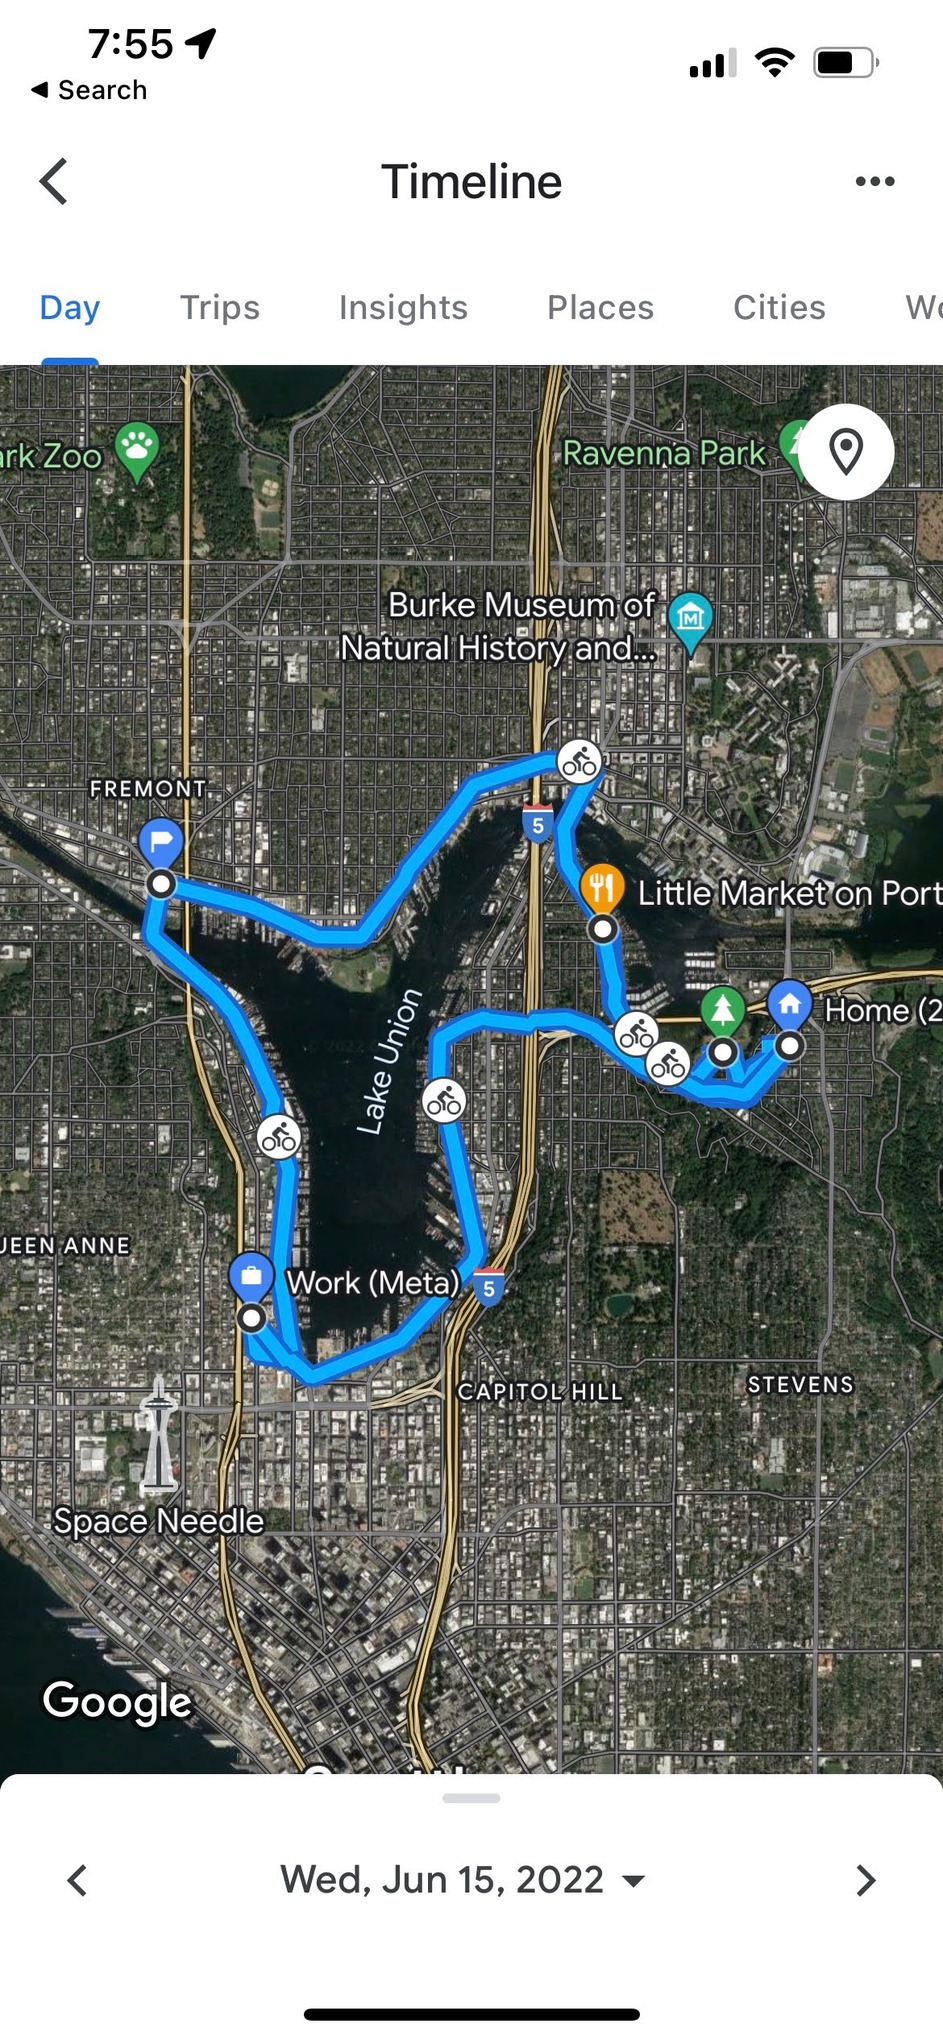 7:55
Search
Timeline
Day Trips Insights Places Cities Wo
ark Zoo
Ravenna Park
Burke Museum of
Natural History and...
FREMONT
5
Little Market on Port
Home (2
Lake Union
UEEN ANNE
Work (Meta)
5
CAPITOL HILL
STEVENS
Space Needle
Google
Wed, Jun 15, 2022